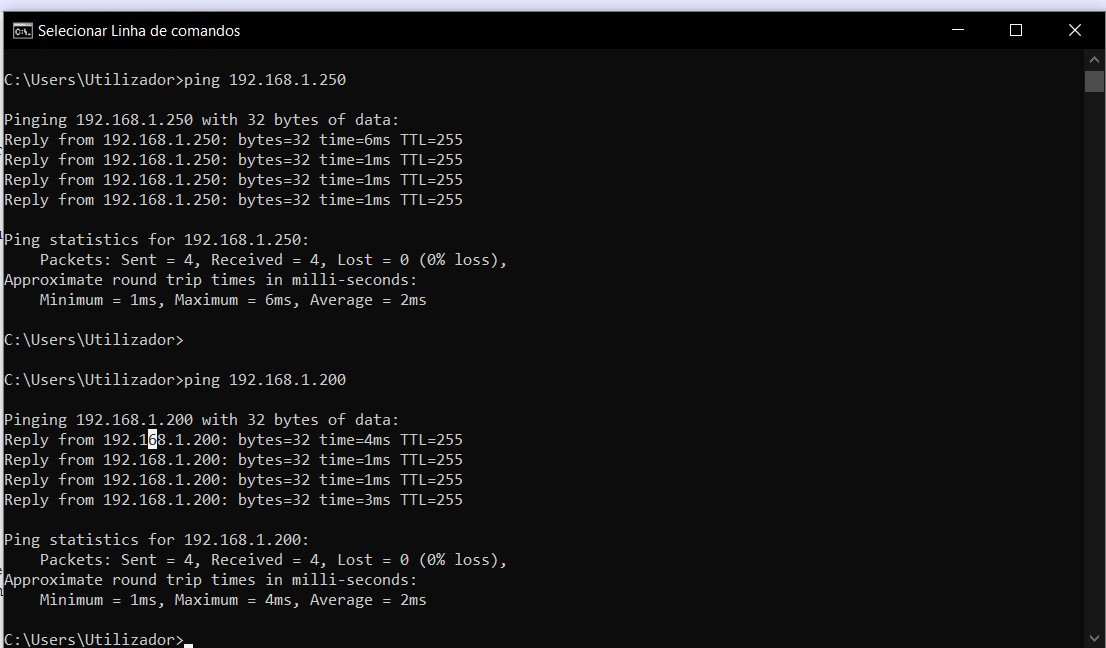 Selecionar Linha de comandos
C:\Users\Utilizador>ping 192.168.1.250
Pinging 192.168.1.250 with 32 bytes of data:
Reply from 192.168.1.250: bytes=32 time=6ms TTL=255
Reply from 192.168.1.250: bytes=32 time=1ms TTL=255
Reply from 192.168.1.250: bytes=32 time=1ms TTL=255
Reply from 192.168.1.250: bytes=32 time=1ms TTL=255
Ping statistics for 192.168.1.250:
    Packets: Sent = 4, Received = 4, Lost = 0 (0% loss),
Approximate round trip times in milli-seconds:
    Minimum = 1ms, Maximum = 6ms, Average = 2ms
C:\Users\Utilizador>
C:\Users\Utilizador>ping 192.168.1.200
Pinging 192.168.1.200 with 32 bytes of data:
Reply from 192.168.1.200: bytes=32 time=4ms TTL=255
Reply from 192.168.1.200: bytes=32 time=1ms TTL=255
Reply from 192.168.1.200: bytes=32 time=1ms TTL=255
Reply from 192.168.1.200: bytes=32 time=3ms TTL=255
Ping statistics for 192.168.1.200:
    Packets: Sent = 4, Received = 4, Lost = 0 (0% loss),
Approximate round trip times in milli-seconds:
    Minimum = 1ms, Maximum = 4ms, Average = 2ms
C:\Users\Utilizador>